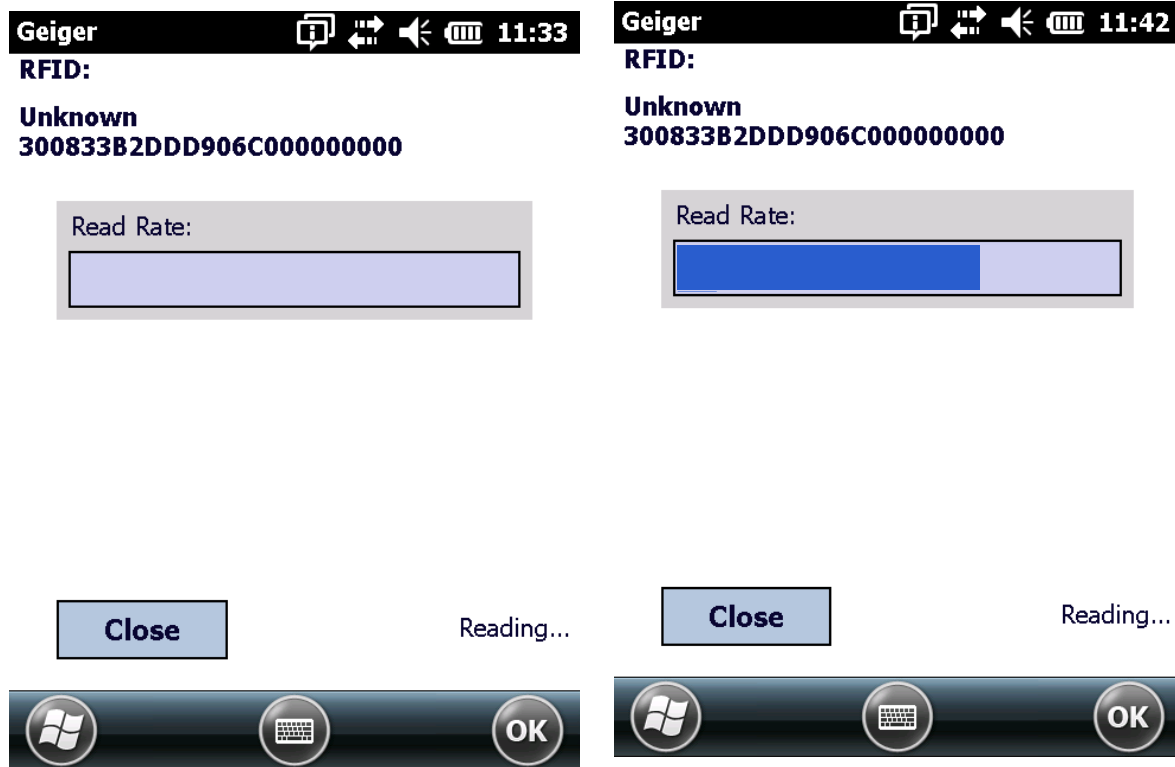 Geiger 11:33
RFID:
Unknown
300833B2DDD906C000000000
Read Rate:
Close Reading...
OK
Geiger 11:42
RFID:
Unknown
300833B2DDD906C000000000
Read Rate:
Close Reading...
OK